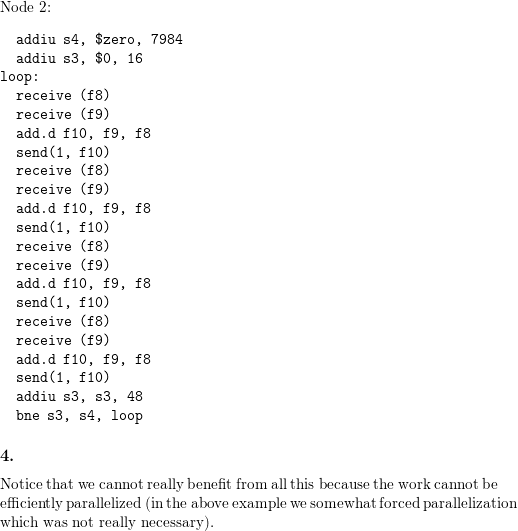 Node 2:
addiu s4, $zero, 7984
addiu s3, $0, 16
loop:
receive (f8)
receive (f9)
add.d f10, f9, f8
send(1, f10)
receive (f8)
receive (f9)
add.d f10, f9, f8
send(1, f10)
receive (f8)
receive (f9)
add.d f10, f9, f8
send(1, f10)
receive (f8)
receive (f9)
add.d f10, f9, f8
send(1, f10)
addiu s3, s3, 48
bne s3, s4, loop
4.
Notice that we cannot really benefit from all this because the work cannot be
efficiently parallelized (in the above example we somewhat forced parallelization
which was not really necessary).